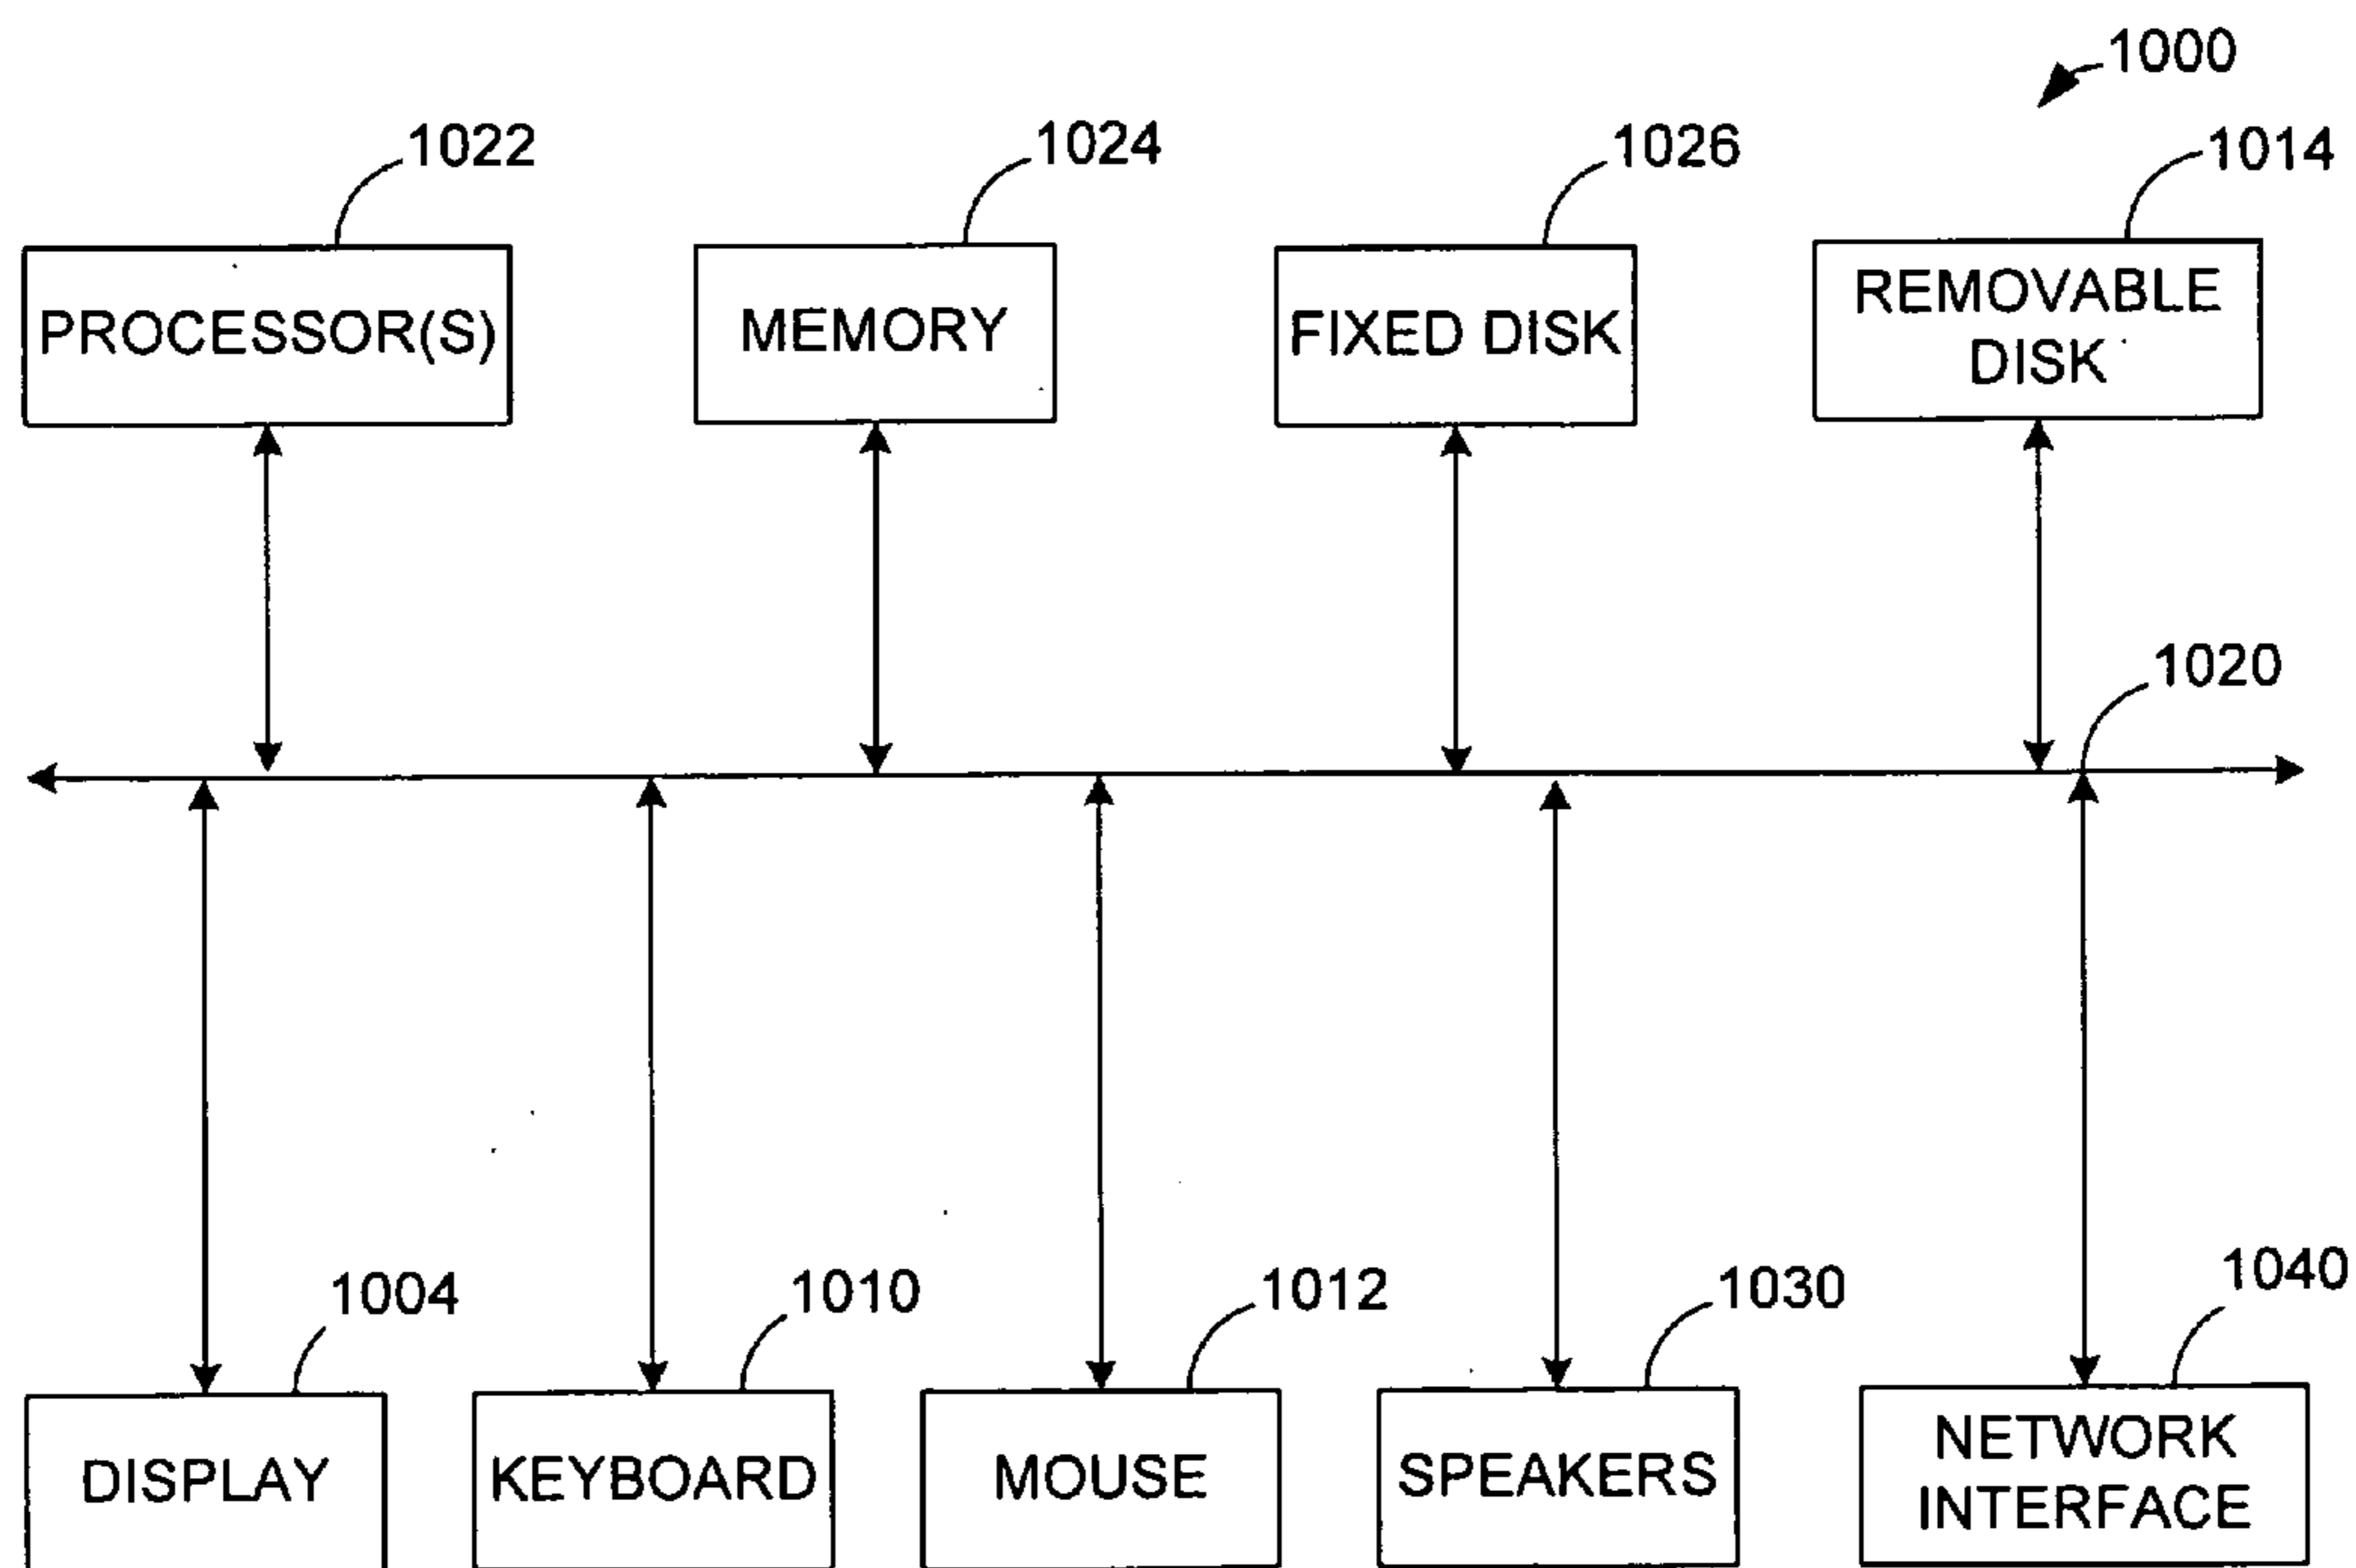 1000
1022
1024
1026
1014
PROCESSOR(S)
MEMORY
FIXED DISK
REMOVABLE
DISK
1020
1004
1010
1012
1030
1040
DISPLAY
KEYBOARD
MOUSE
SPEAKERS
NETWORK
INTERFACE